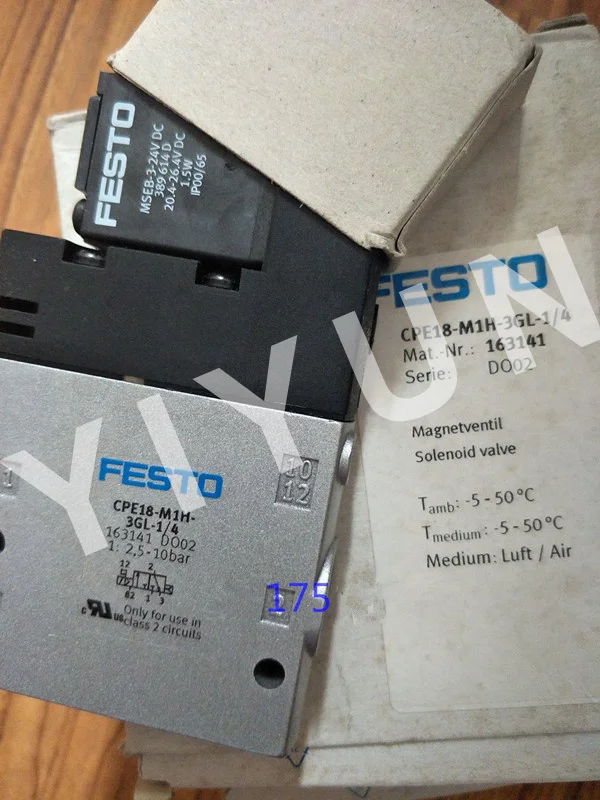 FESTO
MSEB-3-24V DC
389 614 D
20.4-26.4V DC
1.5W
IP00/65
FESTO
CPE18-M1H-3GL-1/4
Mat.-Nr.: 163141
Serie: DO02
Magnetventil
Solenoid valve
Tamb: -5 - 50 °C
Tmedium: -5 - 50 °C
Medium: Luft / Air
YIYUN
1
FESTO
10
12
CPE18-M1H-
3GL-1/4
163141 DO02
1: 2,5-10bar
12 2
82 1 3
c RU us
Only for use in
class 2 circuits
175